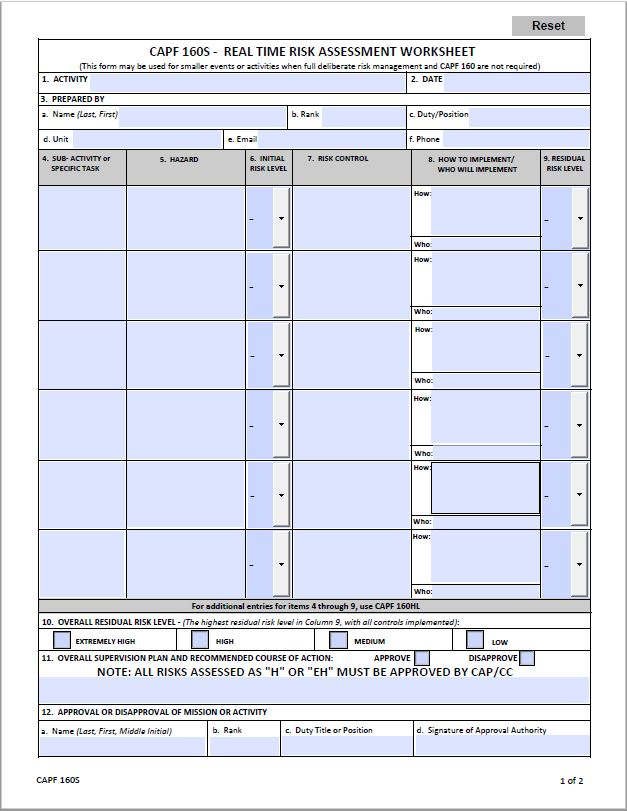 Reset
CAPF 160S - REAL TIME RISK ASSESSMENT WORKSHEET
(This form may be used for smaller events or activities when full deliberate risk management and CAPF 160 are not required)
1. ACTIVITY 2. DATE
3. PREPARED BY
a. Name (Last, First) b. Rank c. Duty/Position
d. Unit e. Email f. Phone
4. SUB- ACTIVITY or SPECIFIC TASK 5. HAZARD 6. INITIAL RISK LEVEL 7. RISK CONTROL 8. HOW TO IMPLEMENT/ WHO WILL IMPLEMENT 9. RESIDUAL RISK LEVEL
How:
– –
Who:
How:
– –
Who:
How:
– –
Who:
How:
– –
Who:
How:
– –
Who:
How:
– –
Who:
For additional entries for items 4 through 9, use CAPF 160HL
10. OVERALL RESIDUAL RISK LEVEL - (The highest residual risk level in Column 9, with all controls implemented):
EXTREMELY HIGH HIGH MEDIUM LOW
11. OVERALL SUPERVISION PLAN AND RECOMMENDED COURSE OF ACTION: APPROVE DISAPPROVE
NOTE: ALL RISKS ASSESSED AS "H" OR "EH" MUST BE APPROVED BY CAP/CC
12. APPROVAL OR DISAPPROVAL OF MISSION OR ACTIVITY
a. Name (Last, First, Middle Initial) b. Rank c. Duty Title or Position d. Signature of Approval Authority
CAPF 160S 1 of 2